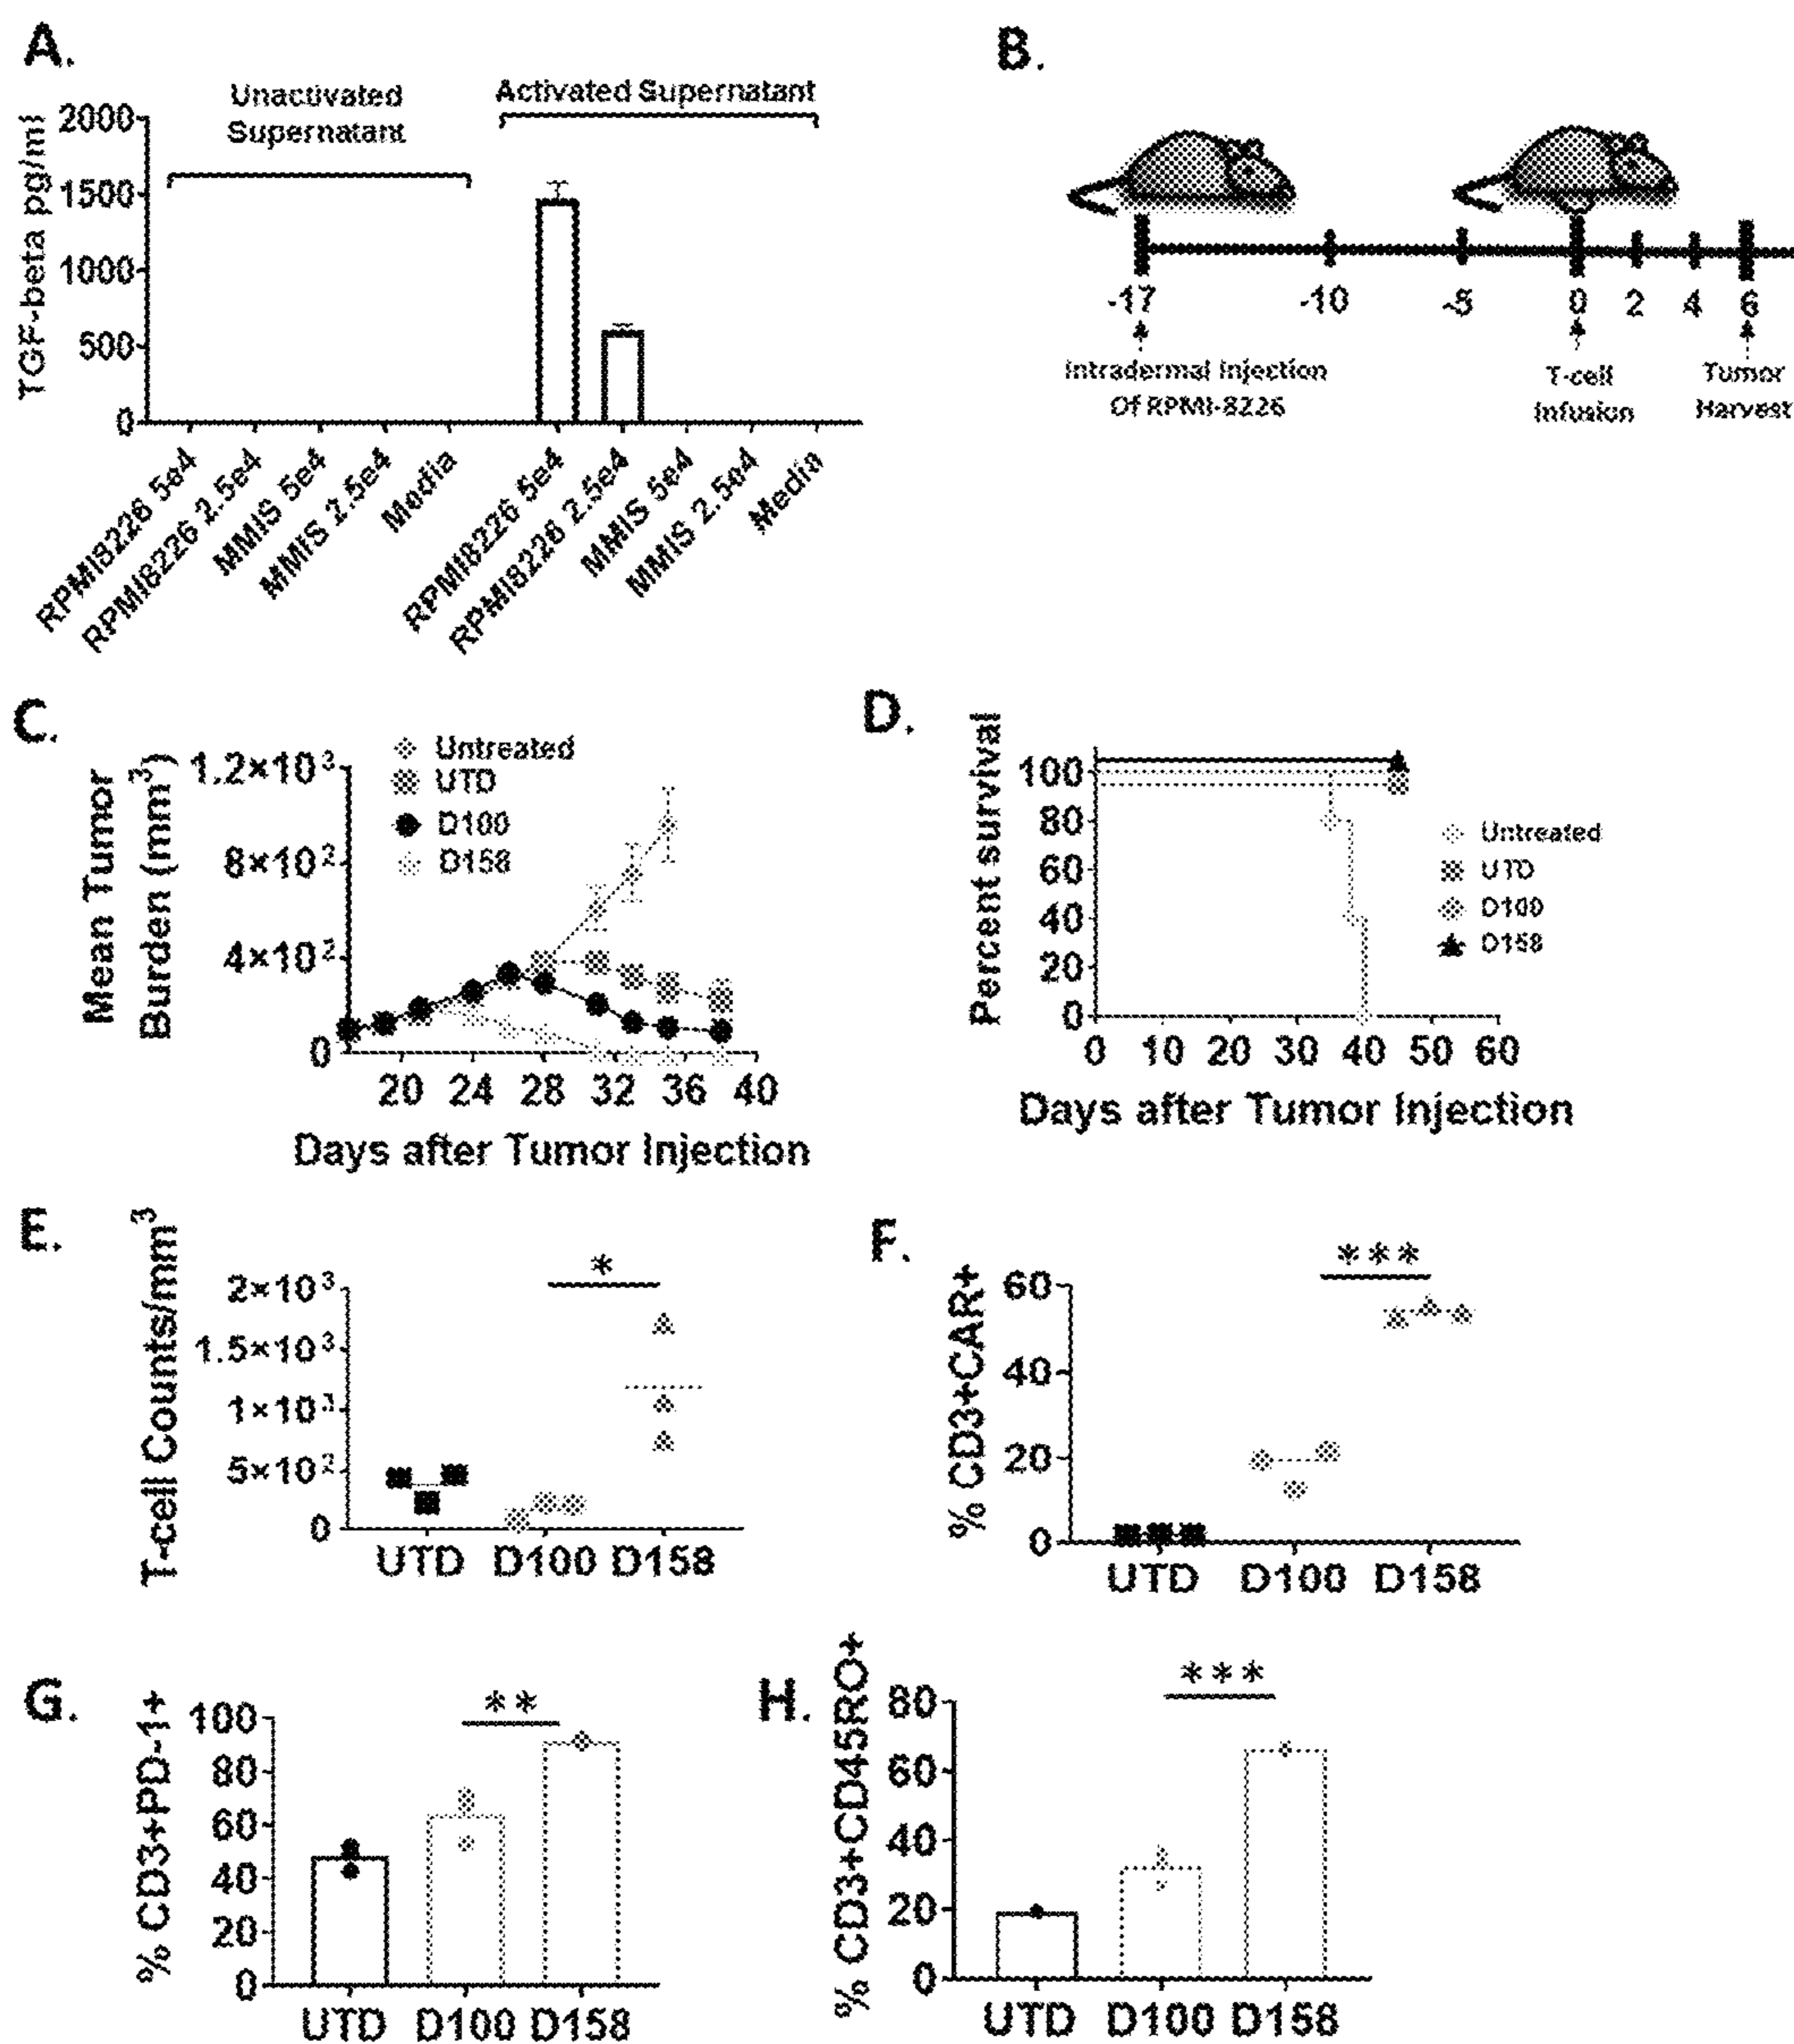 A.
Unactivated
Supernatant
Activated Supernatant
TGF-beta pg/ml
2000
1500
1000
500
0
RPMI8226 5e4
RPMI8226 2.5e4
MMIS 5e4
MMIS 2.5e4
Media
RPMI8226 5e4
RPMI8226 2.5e4
MMIS 5e4
MMIS 2.5e4
Media
B.
-17
-10
-5
0
2
4
6
Intradermal Injection
Of RPMI-8226
T-cell
Infusion
Tumor
Harvest
C.
Mean Tumor
Burden (mm³)
1.2×10³
8×10²
4×10²
0
Untreated
UTD
D100
D158
20 24 28 32 36 40
Days after Tumor Injection
D.
Percent survival
100
80
60
40
20
0
Untreated
UTD
D100
D158
0 10 20 30 40 50 60
Days after Tumor Injection
E.
T-cell Counts/mm³
2×10³
1.5×10³
1×10³
5×10²
0
*
UTD D100 D158
F.
% CD3+CAR+
60
40
20
0
***
UTD D100 D158
G.
% CD3+PD-1+
100
80
60
40
20
0
**
UTD D100 D158
H.
% CD3+CD45RO+
80
60
40
20
0
***
UTD D100 D158